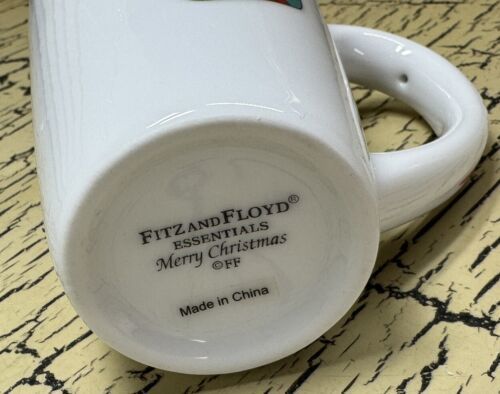 FITZ AND FLOYD®
ESSENTIALS
Merry Christmas
©FF
Made in China